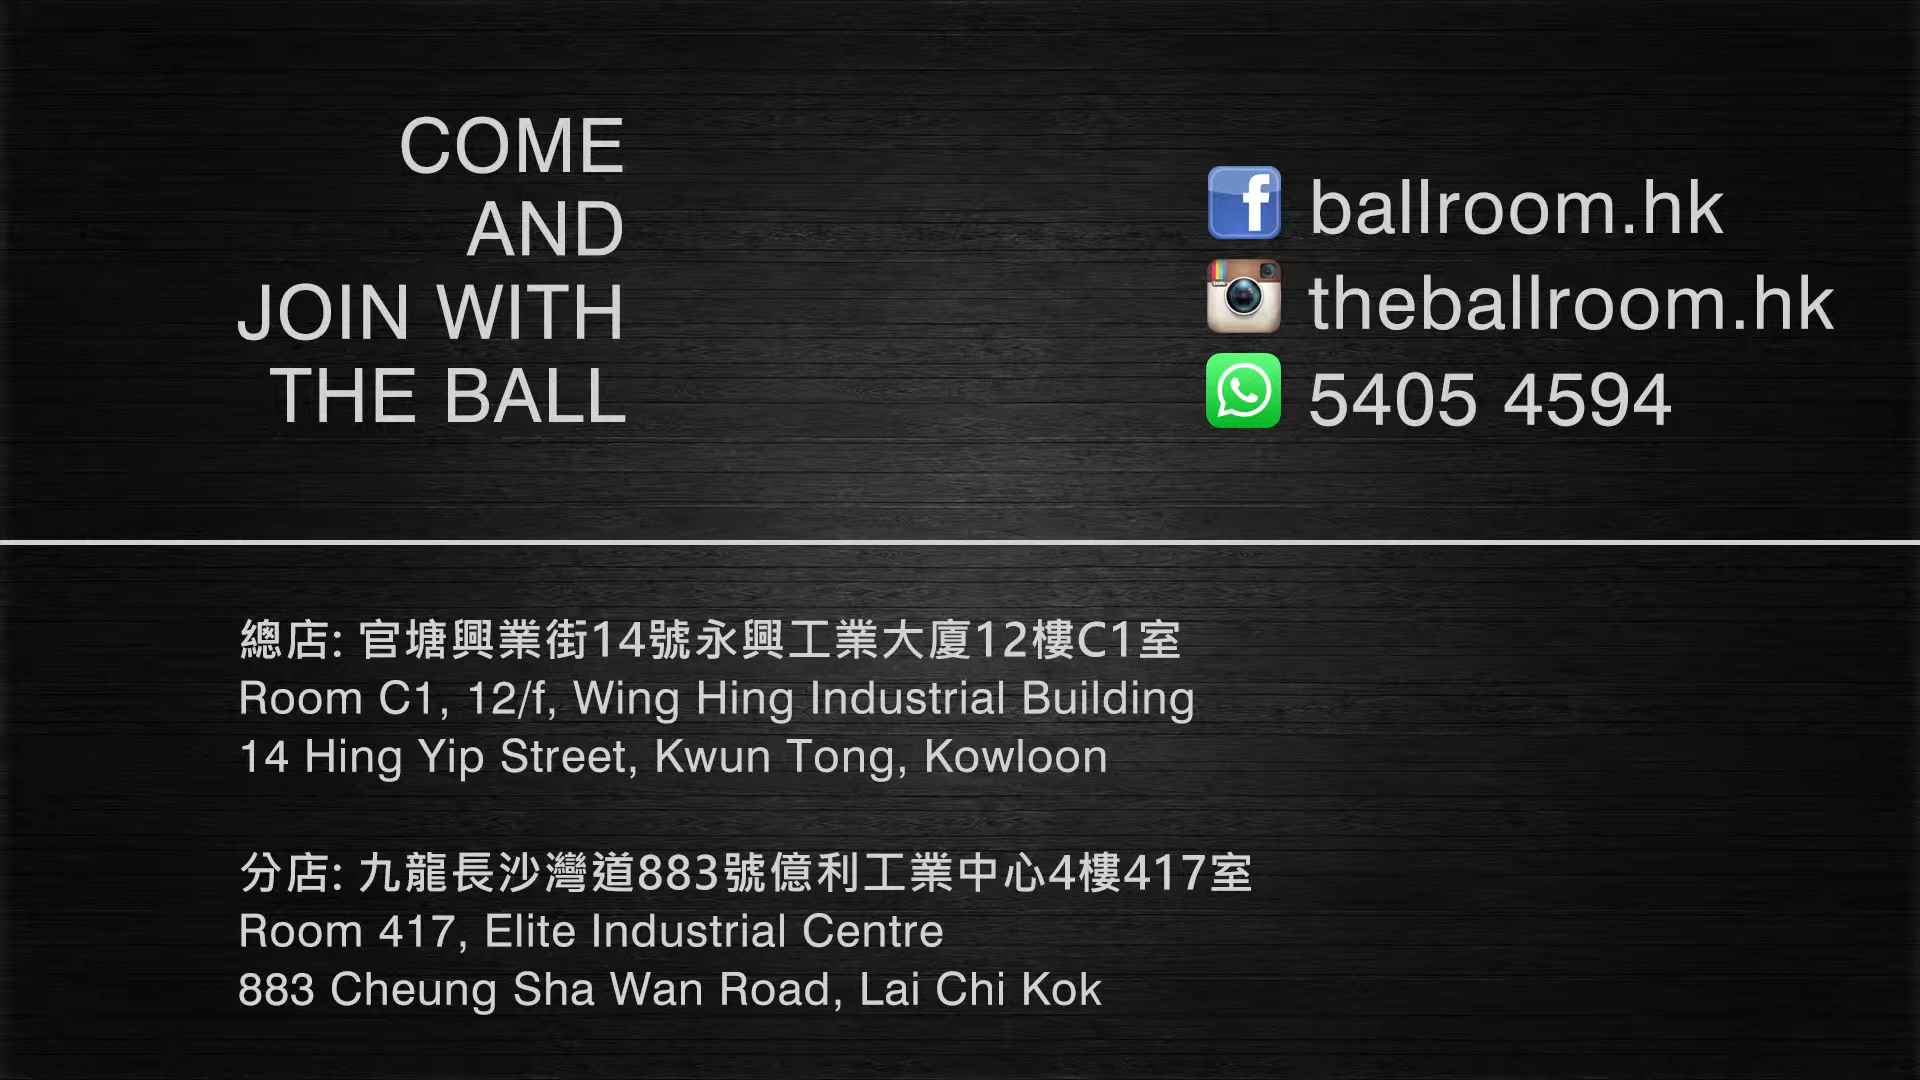 COME
AND
JOIN WITH
THE BALL
ballroom.hk
theballroom.hk
5405 4594
總店: 官塘興業街14號永興工業大廈12樓C1室
Room C1, 12/f, Wing Hing Industrial Building
14 Hing Yip Street, Kwun Tong, Kowloon
分店: 九龍長沙灣道883號億利工業中心4樓417室
Room 417, Elite Industrial Centre
883 Cheung Sha Wan Road, Lai Chi Kok